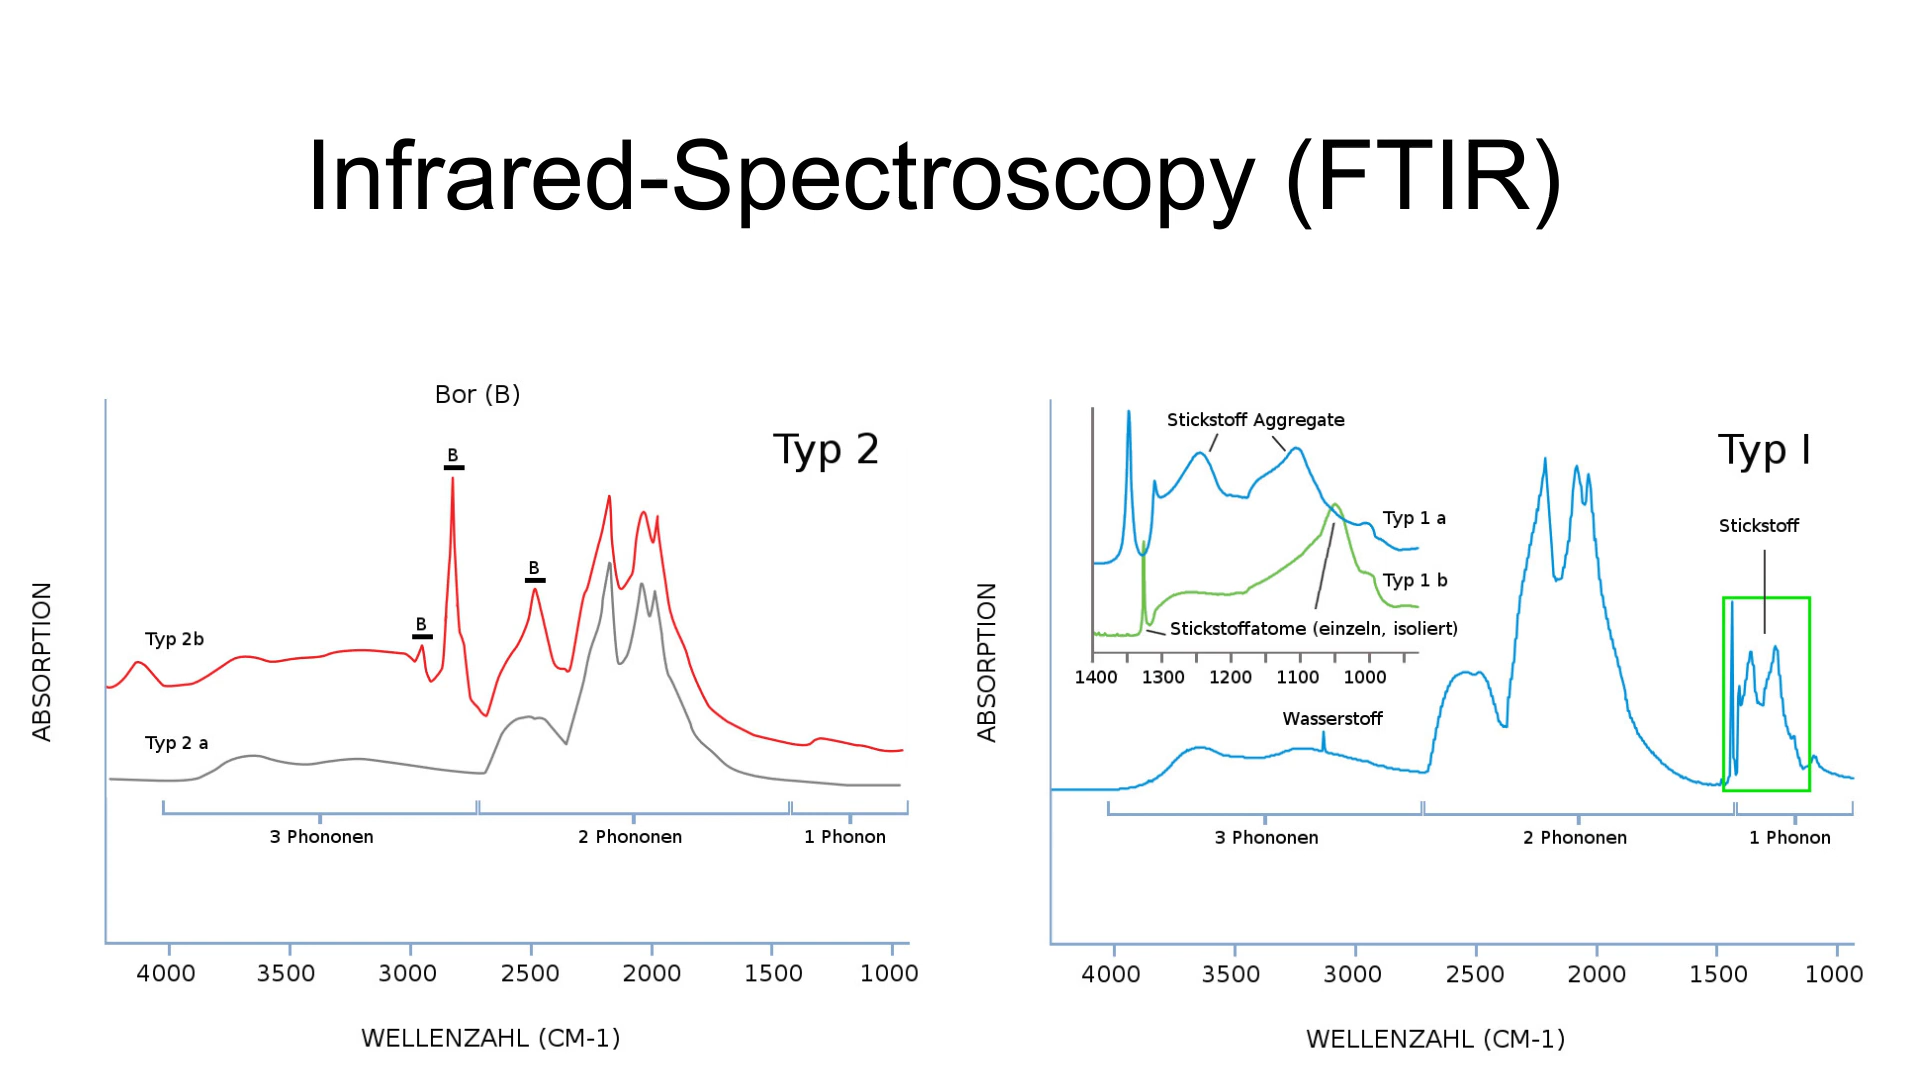 Infrared-Spectroscopy (FTIR)
Bor (B)
Typ 2
B
B
B
Typ 2b
Typ 2 a
ABSORPTION
3 Phononen
2 Phononen
1 Phonon
4000 3500 3000 2500 2000 1500 1000
WELLENZAHL (CM-1)
Typ I
Stickstoff Aggregate
Typ 1 a
Stickstoff
Typ 1 b
Stickstoffatome (einzeln, isoliert)
1400 1300 1200 1100 1000
Wasserstoff
ABSORPTION
3 Phononen
2 Phononen
1 Phonon
4000 3500 3000 2500 2000 1500 1000
WELLENZAHL (CM-1)